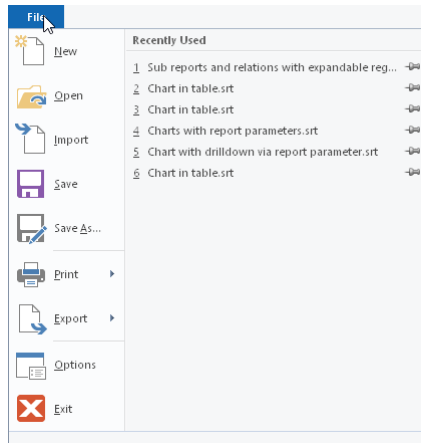 File
New
Open
Import
Save
Save As...
Print
Export
Options
Exit
Recently Used
1 Sub reports and relations with expandable reg...
2 Chart in table.srt
3 Chart in table.srt
4 Charts with report parameters.srt
5 Chart with drilldown via report parameter.srt
6 Chart in table.srt